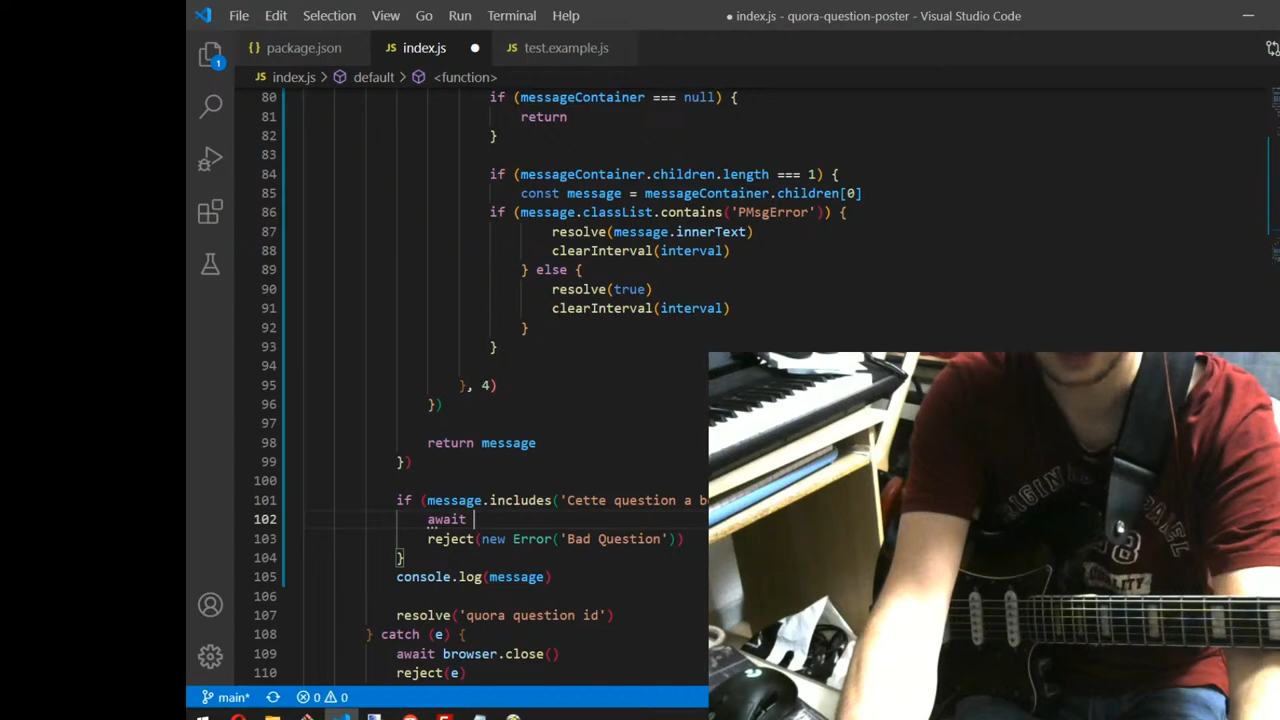 File Edit Selection View Go Run Terminal Help
● index.js - quora-question-poster - Visual Studio Code
{} package.json JS index.js ● JS test.example.js
JS index.js > default > <function>
1
80 if (messageContainer === null) {
81 return
82 }
83
84 if (messageContainer.children.length === 1) {
85 const message = messageContainer.children[0]
86 if (message.classList.contains('PMsgError')) {
87 resolve(message.innerText)
88 clearInterval(interval)
89 } else {
90 resolve(true)
91 clearInterval(interval)
92 }
93 }
94
95 }, 4)
96 })
97
98 return message
99 })
100
101 if (message.includes('Cette question a b
102 await
103 reject(new Error('Bad Question'))
104 }
105 console.log(message)
106
107 resolve('quora question id')
108 } catch (e) {
109 await browser.close()
110 reject(e)
main* 0 0